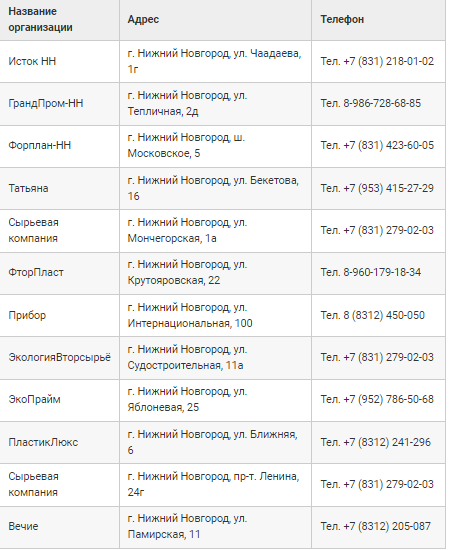 Название организации Адрес Телефон
Исток НН г. Нижний Новгород, ул. Чаадаева, 1г Тел. +7 (831) 218-01-02
ГрандПром-НН г. Нижний Новгород, ул. Тепличная, 2д Тел. 8-986-728-68-85
Форплан-НН г. Нижний Новгород, ш. Московское, 5 Тел. +7 (831) 423-60-05
Татьяна г. Нижний Новгород, ул. Бекетова, 16 Тел. +7 (953) 415-27-29
Сырьевая компания г. Нижний Новгород, ул. Мончегорская, 1а Тел. +7 (831) 279-02-03
ФторПласт г. Нижний Новгород, ул. Крутояровская, 22 Тел. 8-960-179-18-34
Прибор г. Нижний Новгород, ул. Интернациональная, 100 Тел. 8 (8312) 450-050
ЭкологияВторсырьё г. Нижний Новгород, ул. Судостроительная, 11а Тел. +7 (831) 279-02-03
ЭкоПрайм г. Нижний Новгород, ул. Яблоневая, 25 Тел. +7 (952) 786-50-68
ПластикЛюкс г. Нижний Новгород, ул. Ближняя, 6 Тел. +7 (8312) 241-296
Сырьевая компания г. Нижний Новгород, пр-т. Ленина, 24г Тел. +7 (831) 279-02-03
Вечие г. Нижний Новгород, ул. Памирская, 11 Тел. +7 (8312) 205-087